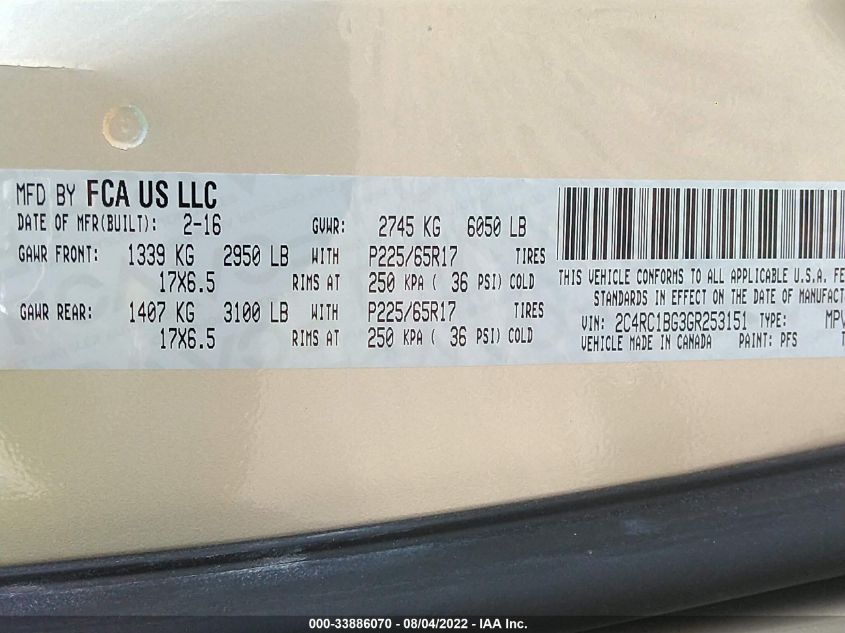 MFD BY FCA US LLC
DATE OF MFR(BUILT): 2-16 GVWR: 2745 KG 6050 LB
GAWR FRONT: 1339 KG 2950 LB WITH P225/65R17 TIRES
17X6.5 RIMS AT 250 KPA ( 36 PSI) COLD
GAWR REAR: 1407 KG 3100 LB WITH P225/65R17 TIRES
17X6.5 RIMS AT 250 KPA ( 36 PSI) COLD
THIS VEHICLE CONFORMS TO ALL APPLICABLE U.S.A. FE
STANDARDS IN EFFECT ON THE DATE OF MANUFACT
VIN: 2C4RC1BG3GR253151 TYPE: MPV
VEHICLE MADE IN CANADA PAINT: PFS T
000-33886070 - 08/04/2022 - IAA Inc.